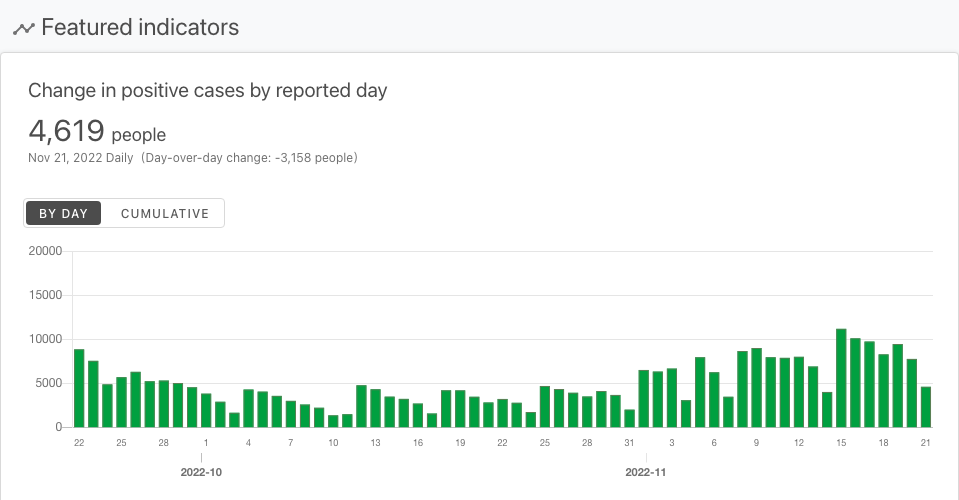 Featured indicators
Change in positive cases by reported day
4,619 people
Nov 21, 2022 Daily (Day-over-day change: -3,158 people)
BY DAY CUMULATIVE
20000
15000
10000
5000
0
22 25 28 1 4 7 10 13 16 19 22 25 28 31 3 6 9 12 15 18 21
2022-10 2022-11